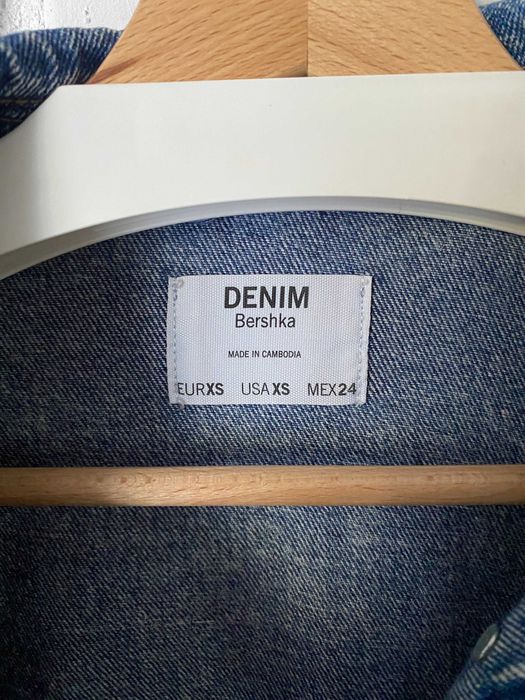 DENIM
Bershka
MADE IN CAMBODIA
EURXS USAXS MEX24